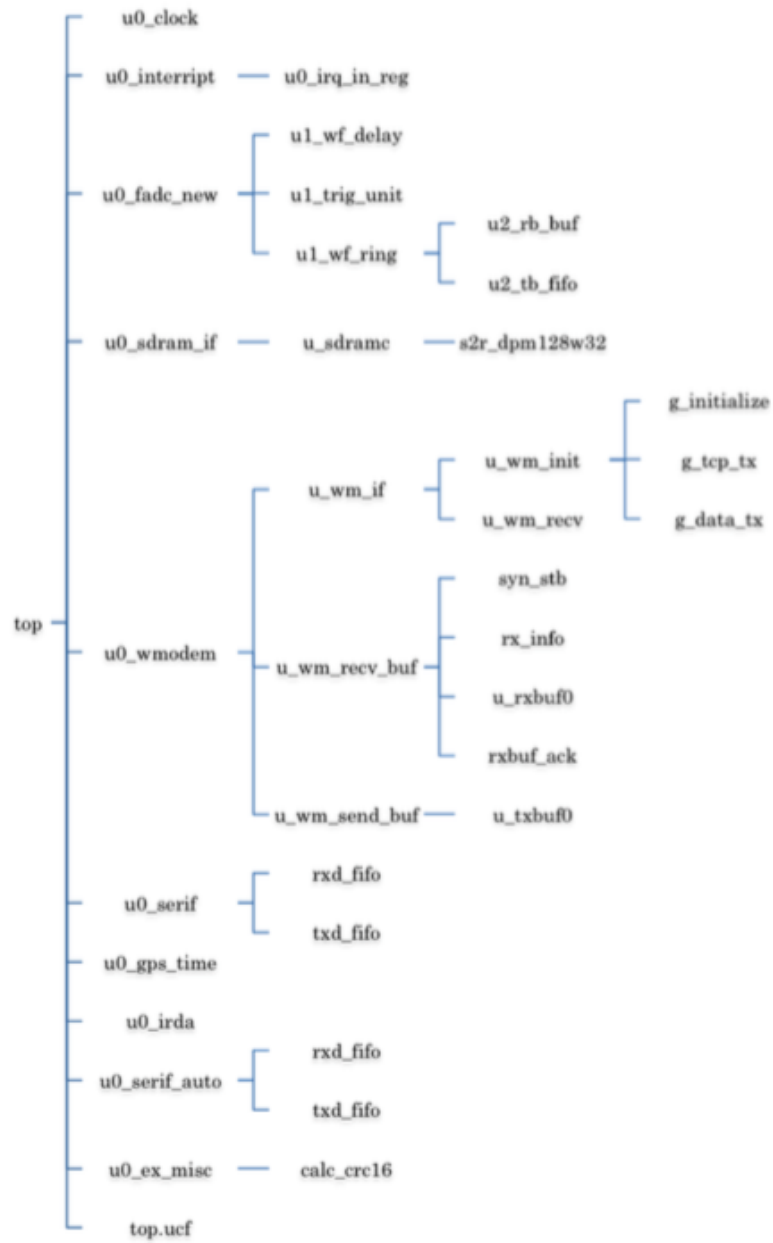 u0_clock
u0_interript u0_irq_in_reg
u1_wf_delay
u0_fadc_new u1_trig_unit
u2_rb_buf
u1_wf_ring
u2_tb_fifo
u0_sdram_if u_sdramc s2r_dpm128w32
g_initialize
u_wm_init g_tcp_tx
u_wm_if
u_wm_recv g_data_tx
syn_stb
top
rx_info
u0_wmodem
u_wm_recv_buf
u_rxbuf0
rxbuf_ack
u_wm_send_buf u_txbuf0
rxd_fifo
u0_serif
txd_fifo
u0_gps_time
u0_irda
rxd_fifo
u0_serif_auto
txd_fifo
u0_ex_misc calc_crc16
top.ucf